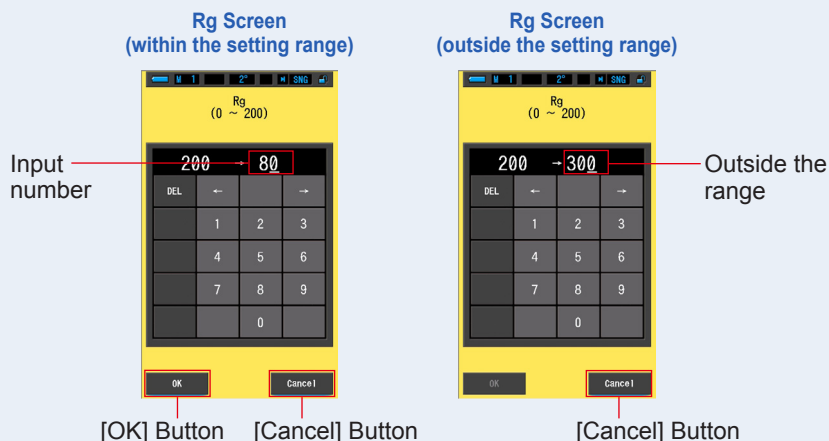 Rg Screen
(within the setting range)
Rg Screen
(outside the setting range)
M 1 2° SNG
Rg
(0 ~ 200)
Input
number
200 → 80
DEL ← →
1 2 3
4 5 6
7 8 9
0
OK Cancel
[OK] Button [Cancel] Button
M 1 2° SNG
Rg
(0 ~ 200)
200 → 300
Outside the
range
DEL ← →
1 2 3
4 5 6
7 8 9
0
OK Cancel
[Cancel] Button